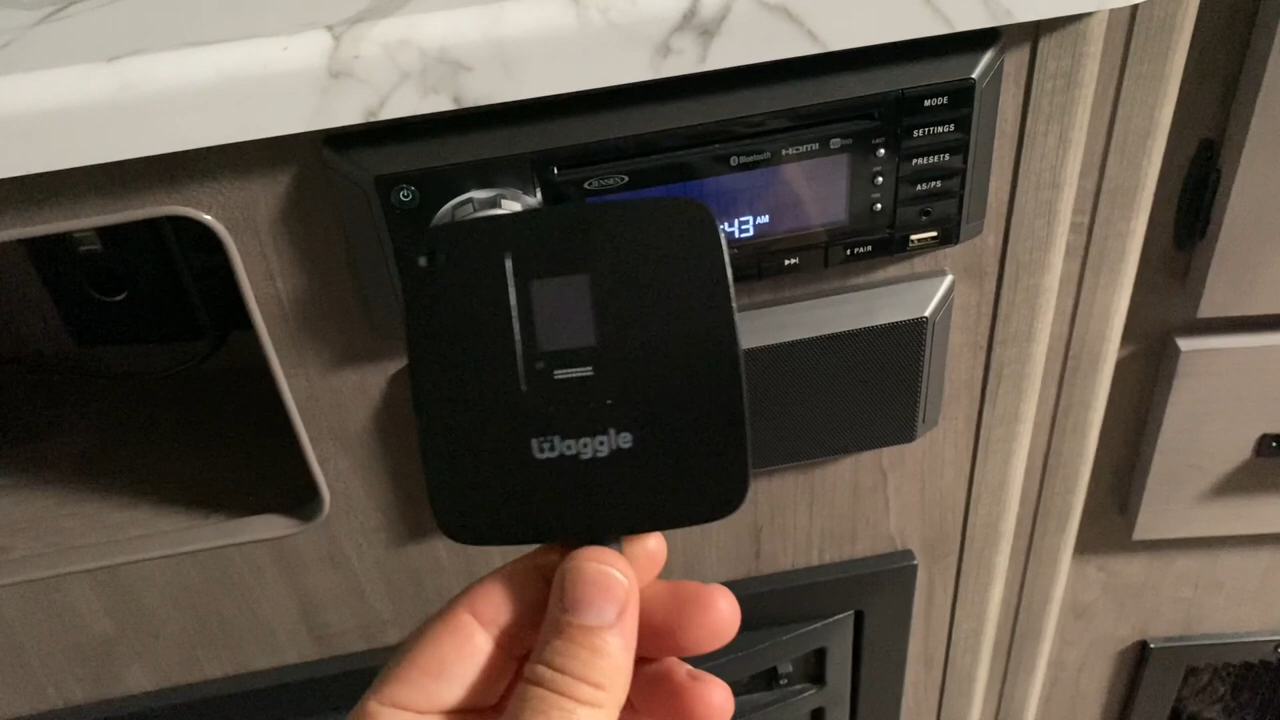 MODE
SETTINGS
PRESETS
AS/PS
Bluetooth
HDMI
JENSEN
:43 AM
PAIR
Waggle